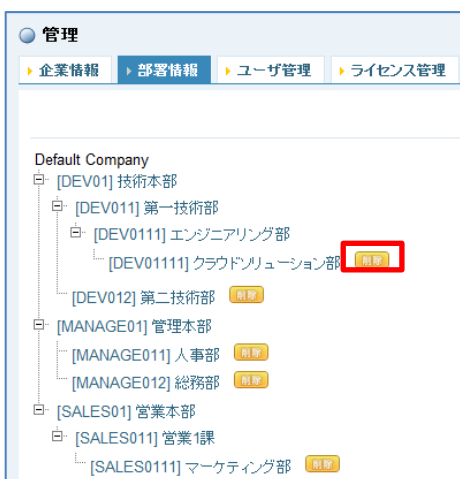 管理
企業情報 部署情報 ユーザ管理 ライセンス管理
Default Company
[DEV01] 技術本部
[DEV011] 第一技術部
[DEV0111] エンジニアリング部
[DEV01111] クラウドソリューション部 削除
[DEV012] 第二技術部 削除
[MANAGE01] 管理本部
[MANAGE011] 人事部 削除
[MANAGE012] 総務部 削除
[SALES01] 営業本部
[SALES011] 営業1課
[SALES0111] マーケティング部 削除